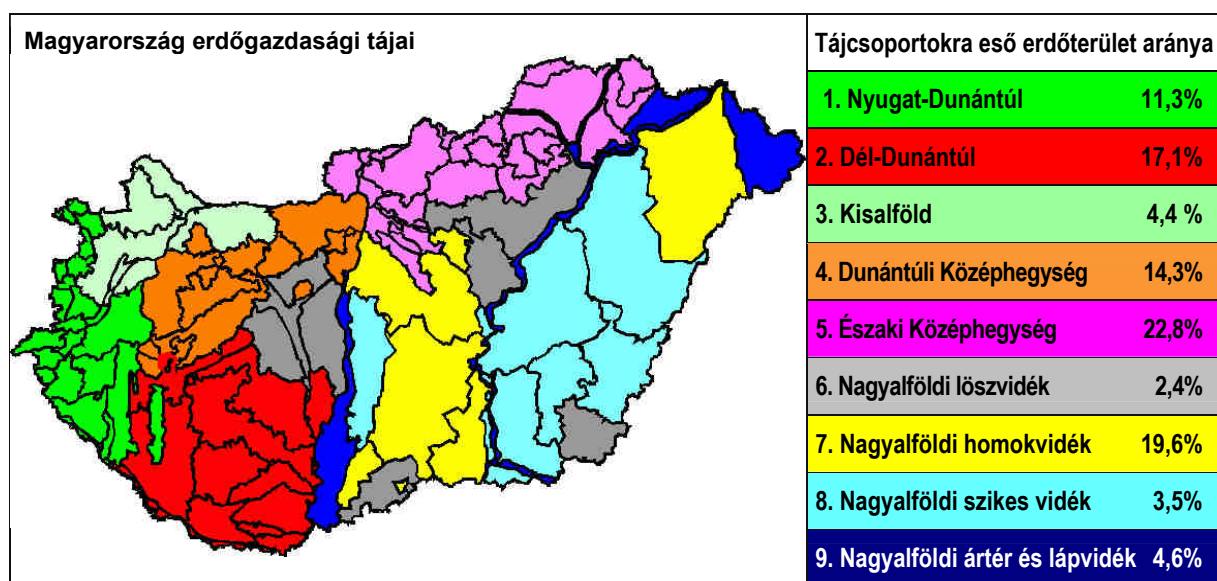 Magyarország erdőgazdasági tájai
Tájcsoportokra eső erdőterület aránya
1. Nyugat-Dunántúl 11,3%
2. Dél-Dunántúl 17,1%
3. Kisalföld 4,4 %
4. Dunántúli Középhegység 14,3%
5. Északi Középhegység 22,8%
6. Nagyalföldi löszvidék 2,4%
7. Nagyalföldi homokvidék 19,6%
8. Nagyalföldi szikes vidék 3,5%
9. Nagyalföldi ártér és lápvidék 4,6%